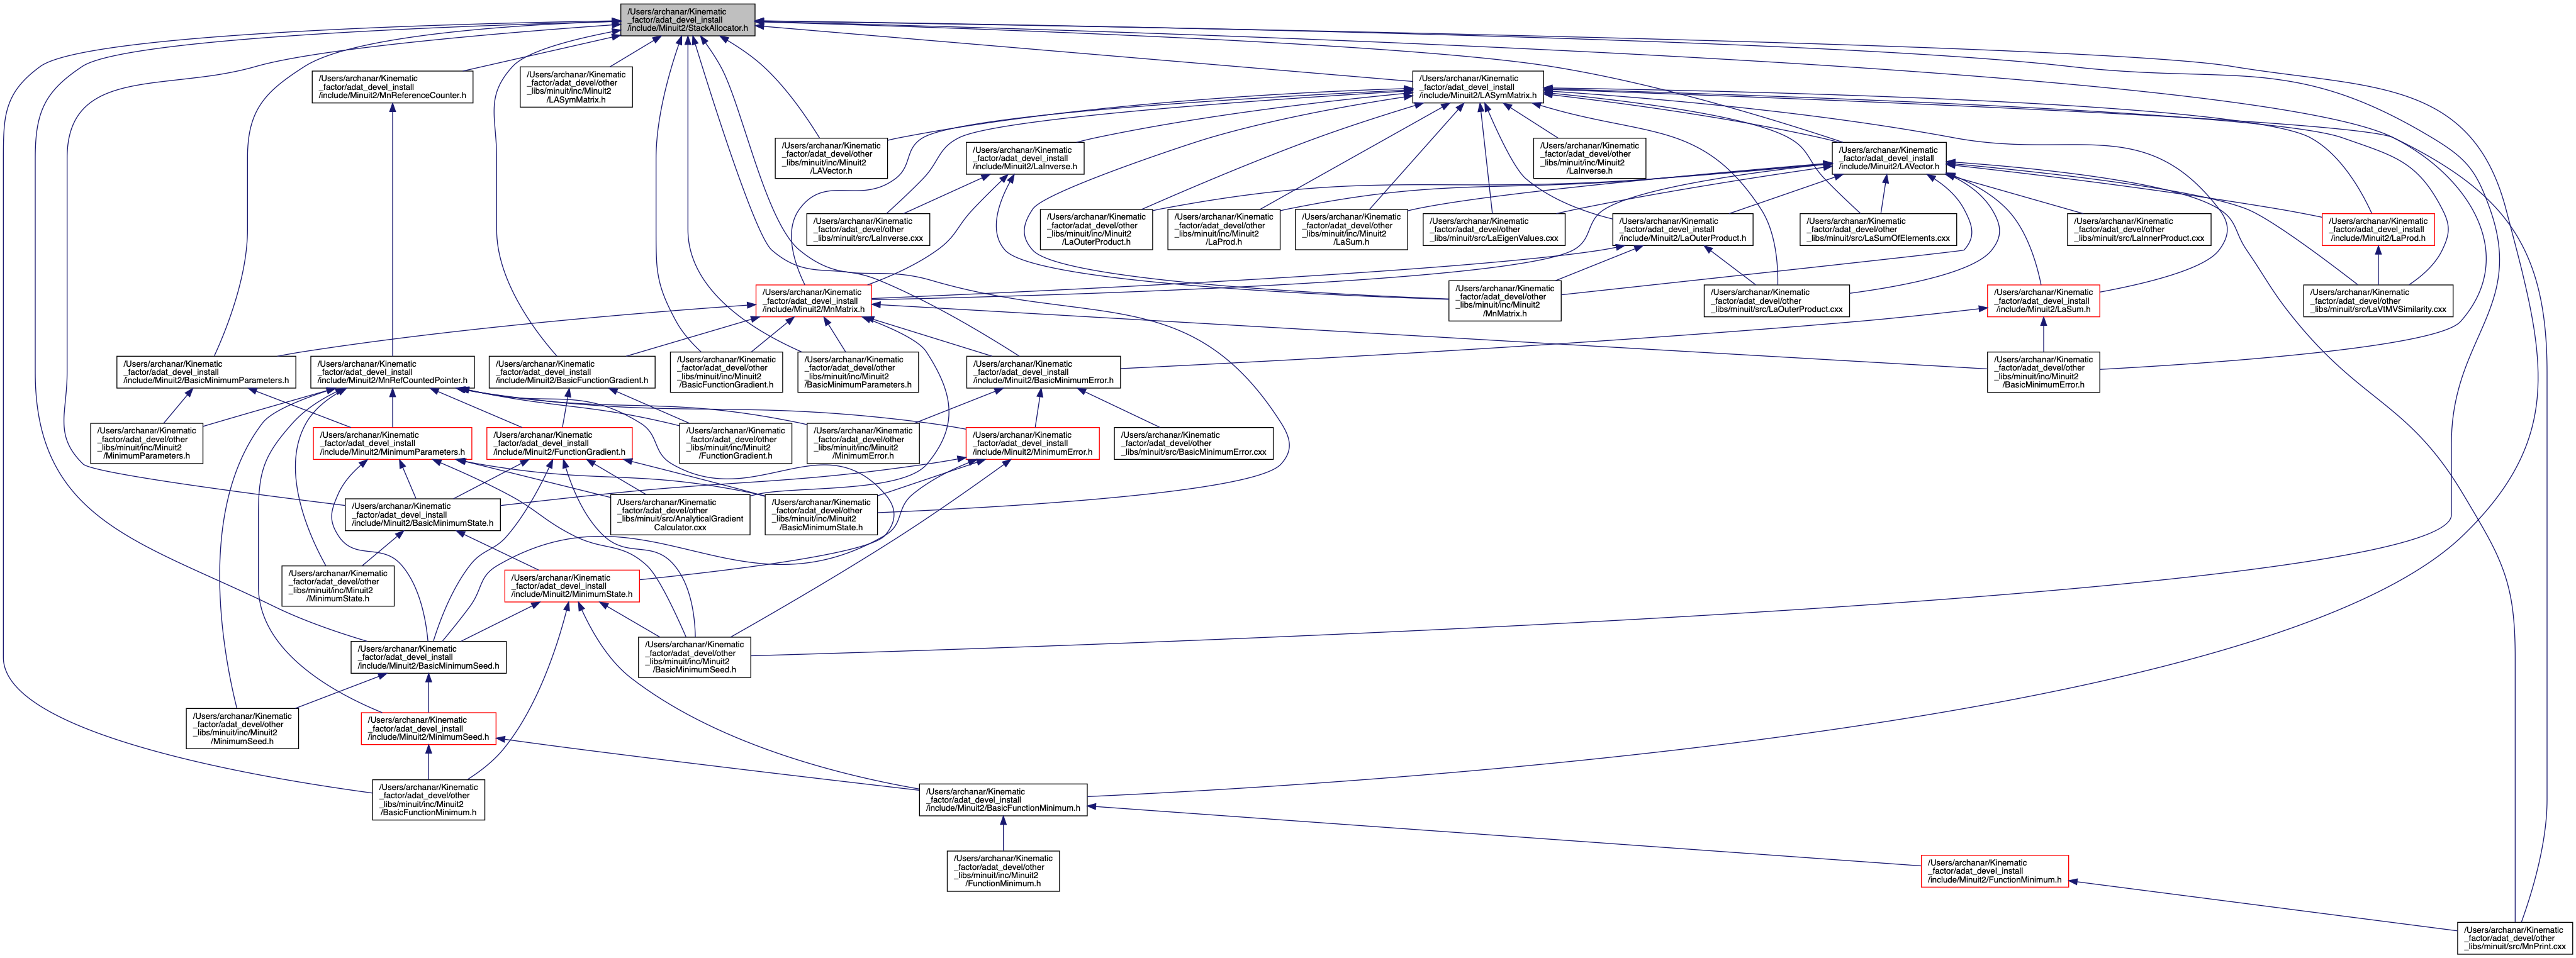 /Users/archanar/Kinematic
_factor/adat_devel_install
/include/Minuit2/StackAllocator.h
/Users/archanar/Kinematic
_factor/adat_devel_install
/include/Minuit2/MnReferenceCounter.h
/Users/archanar/Kinematic
_factor/adat_devel/other
_libs/minuit/inc/Minuit2
/LASymMatrix.h
/Users/archanar/Kinematic
_factor/adat_devel_install
/include/Minuit2/LASymMatrix.h
/Users/archanar/Kinematic
_factor/adat_devel/other
_libs/minuit/inc/Minuit2
/LAVector.h
/Users/archanar/Kinematic
_factor/adat_devel_install
/include/Minuit2/LaInverse.h
/Users/archanar/Kinematic
_factor/adat_devel/other
_libs/minuit/inc/Minuit2
/LaInverse.h
/Users/archanar/Kinematic
_factor/adat_devel_install
/include/Minuit2/LAVector.h
/Users/archanar/Kinematic
_factor/adat_devel/other
_libs/minuit/src/LaInverse.cxx
/Users/archanar/Kinematic
_factor/adat_devel/other
_libs/minuit/inc/Minuit2
/LaOuterProduct.h
/Users/archanar/Kinematic
_factor/adat_devel/other
_libs/minuit/inc/Minuit2
/LaProd.h
/Users/archanar/Kinematic
_factor/adat_devel/other
_libs/minuit/inc/Minuit2
/LaSum.h
/Users/archanar/Kinematic
_factor/adat_devel/other
_libs/minuit/src/LaEigenValues.cxx
/Users/archanar/Kinematic
_factor/adat_devel_install
/include/Minuit2/LaOuterProduct.h
/Users/archanar/Kinematic
_factor/adat_devel/other
_libs/minuit/src/LaSumOfElements.cxx
/Users/archanar/Kinematic
_factor/adat_devel/other
_libs/minuit/src/LaInnerProduct.cxx
/Users/archanar/Kinematic
_factor/adat_devel_install
/include/Minuit2/LaProd.h
/Users/archanar/Kinematic
_factor/adat_devel_install
/include/Minuit2/MnMatrix.h
/Users/archanar/Kinematic
_factor/adat_devel/other
_libs/minuit/inc/Minuit2
/MnMatrix.h
/Users/archanar/Kinematic
_factor/adat_devel/other
_libs/minuit/src/LaOuterProduct.cxx
/Users/archanar/Kinematic
_factor/adat_devel_install
/include/Minuit2/LaSum.h
/Users/archanar/Kinematic
_factor/adat_devel/other
_libs/minuit/src/LaVtMVSimilarity.cxx
/Users/archanar/Kinematic
_factor/adat_devel_install
/include/Minuit2/BasicMinimumParameters.h
/Users/archanar/Kinematic
_factor/adat_devel_install
/include/Minuit2/MnRefCountedPointer.h
/Users/archanar/Kinematic
_factor/adat_devel_install
/include/Minuit2/BasicFunctionGradient.h
/Users/archanar/Kinematic
_factor/adat_devel/other
_libs/minuit/inc/Minuit2
/BasicFunctionGradient.h
/Users/archanar/Kinematic
_factor/adat_devel/other
_libs/minuit/inc/Minuit2
/BasicMinimumParameters.h
/Users/archanar/Kinematic
_factor/adat_devel_install
/include/Minuit2/BasicMinimumError.h
/Users/archanar/Kinematic
_factor/adat_devel/other
_libs/minuit/inc/Minuit2
/BasicMinimumError.h
/Users/archanar/Kinematic
_factor/adat_devel/other
_libs/minuit/inc/Minuit2
/MinimumParameters.h
/Users/archanar/Kinematic
_factor/adat_devel_install
/include/Minuit2/MinimumParameters.h
/Users/archanar/Kinematic
_factor/adat_devel_install
/include/Minuit2/FunctionGradient.h
/Users/archanar/Kinematic
_factor/adat_devel/other
_libs/minuit/inc/Minuit2
/FunctionGradient.h
/Users/archanar/Kinematic
_factor/adat_devel/other
_libs/minuit/inc/Minuit2
/MinimumError.h
/Users/archanar/Kinematic
_factor/adat_devel_install
/include/Minuit2/MinimumError.h
/Users/archanar/Kinematic
_factor/adat_devel/other
_libs/minuit/src/BasicMinimumError.cxx
/Users/archanar/Kinematic
_factor/adat_devel_install
/include/Minuit2/BasicMinimumState.h
/Users/archanar/Kinematic
_factor/adat_devel/other
_libs/minuit/src/AnalyticalGradient
Calculator.cxx
/Users/archanar/Kinematic
_factor/adat_devel/other
_libs/minuit/inc/Minuit2
/BasicMinimumState.h
/Users/archanar/Kinematic
_factor/adat_devel/other
_libs/minuit/inc/Minuit2
/MinimumState.h
/Users/archanar/Kinematic
_factor/adat_devel_install
/include/Minuit2/MinimumState.h
/Users/archanar/Kinematic
_factor/adat_devel_install
/include/Minuit2/BasicMinimumSeed.h
/Users/archanar/Kinematic
_factor/adat_devel/other
_libs/minuit/inc/Minuit2
/BasicMinimumSeed.h
/Users/archanar/Kinematic
_factor/adat_devel/other
_libs/minuit/inc/Minuit2
/MinimumSeed.h
/Users/archanar/Kinematic
_factor/adat_devel_install
/include/Minuit2/MinimumSeed.h
/Users/archanar/Kinematic
_factor/adat_devel/other
_libs/minuit/inc/Minuit2
/BasicFunctionMinimum.h
/Users/archanar/Kinematic
_factor/adat_devel_install
/include/Minuit2/BasicFunctionMinimum.h
/Users/archanar/Kinematic
_factor/adat_devel/other
_libs/minuit/inc/Minuit2
/FunctionMinimum.h
/Users/archanar/Kinematic
_factor/adat_devel_install
/include/Minuit2/FunctionMinimum.h
/Users/archanar/Kinematic
_factor/adat_devel/other
_libs/minuit/src/MnPrint.cxx